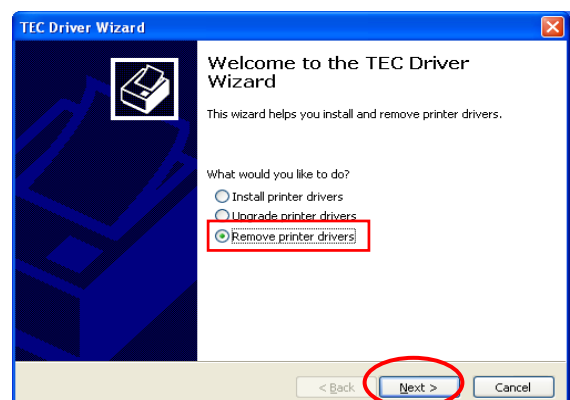 TEC Driver Wizard
Welcome to the TEC Driver
Wizard
This wizard helps you install and remove printer drivers.
What would you like to do?
Install printer drivers
Upgrade printer drivers
Remove printer drivers
< Back Next > Cancel